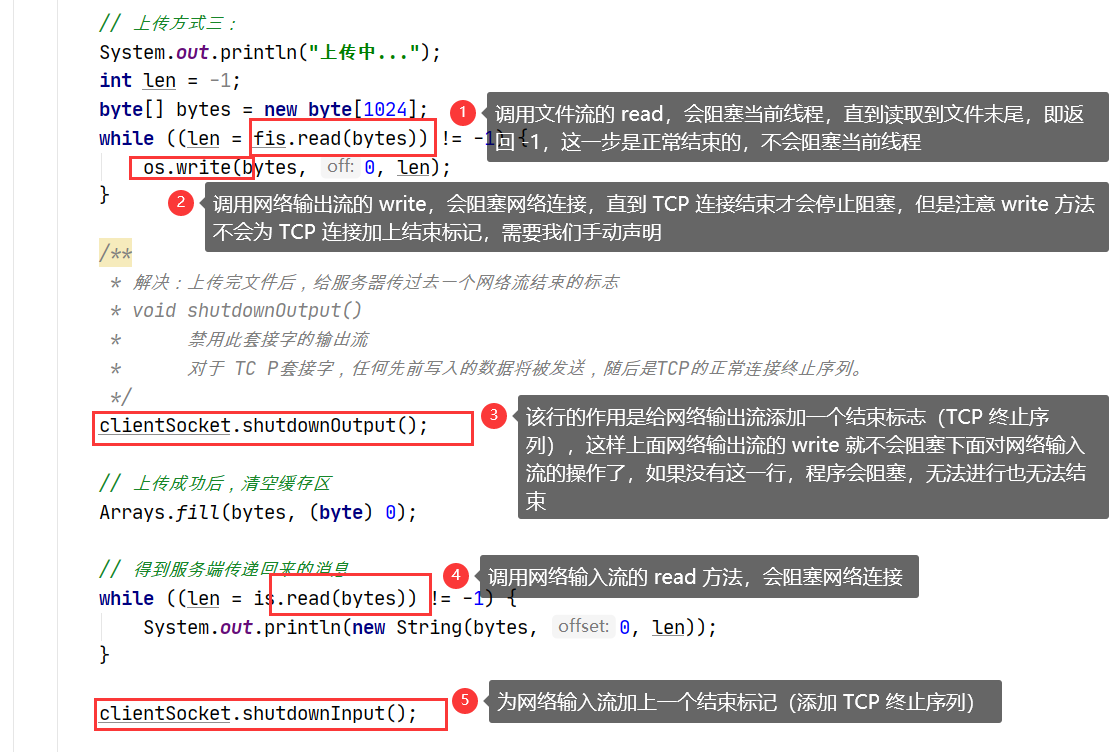 // 上传方式三：
System.out.println("上传中...");
int len = -1;
byte[] bytes = new byte[1024];
1
调用文件流的 read，会阻塞当前线程，直到读取到文件末尾，即返
回 -1，这一步是正常结束的，不会阻塞当前线程
while ((len = fis.read(bytes)) != -1) {
os.write(bytes, off: 0, len);
}
2
调用网络输出流的 write，会阻塞网络连接，直到 TCP 连接结束才会停止阻塞，但是注意 write 方法
不会为 TCP 连接加上结束标记，需要我们手动声明
/**
* 解决：上传完文件后，给服务器传过去一个网络流结束的标志
* void shutdownOutput()
* 禁用此套接字的输出流
* 对于 TC P套接字，任何先前写入的数据将被发送，随后是TCP的正常连接终止序列。
*/
clientSocket.shutdownOutput();
3
该行的作用是给网络输出流添加一个结束标志（TCP 终止序
列），这样上面网络输出流的 write 就不会阻塞下面对网络输入
流的操作了，如果没有这一行，程序会阻塞，无法进行也无法结
束
// 上传成功后，清空缓存区
Arrays.fill(bytes, (byte) 0);
// 得到服务端传递回来的消息
4
调用网络输入流的 read 方法，会阻塞网络连接
while ((len = is.read(bytes)) != -1) {
System.out.println(new String(bytes, offset: 0, len));
}
clientSocket.shutdownInput();
5
为网络输入流加上一个结束标记（添加 TCP 终止序列）